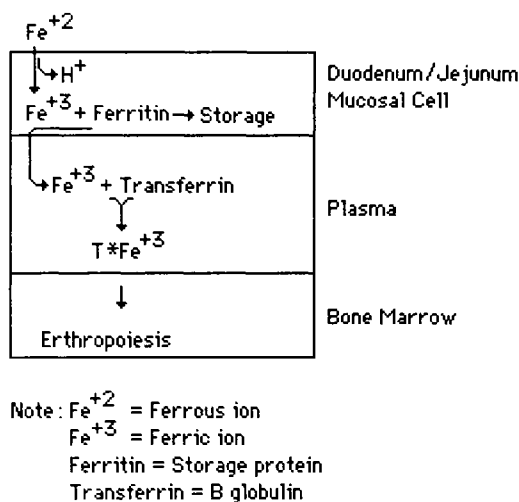 Fe+2
H+
Duodenum/Jejunum
Mucosal Cell
Fe+3 + Ferritin → Storage
Fe+3 + Transferrin
Plasma
T*Fe+3
Bone Marrow
Erthropoiesis
Note: Fe+2 = Ferrous ion
Fe+3 = Ferric ion
Ferritin = Storage protein
Transferrin = B globulin